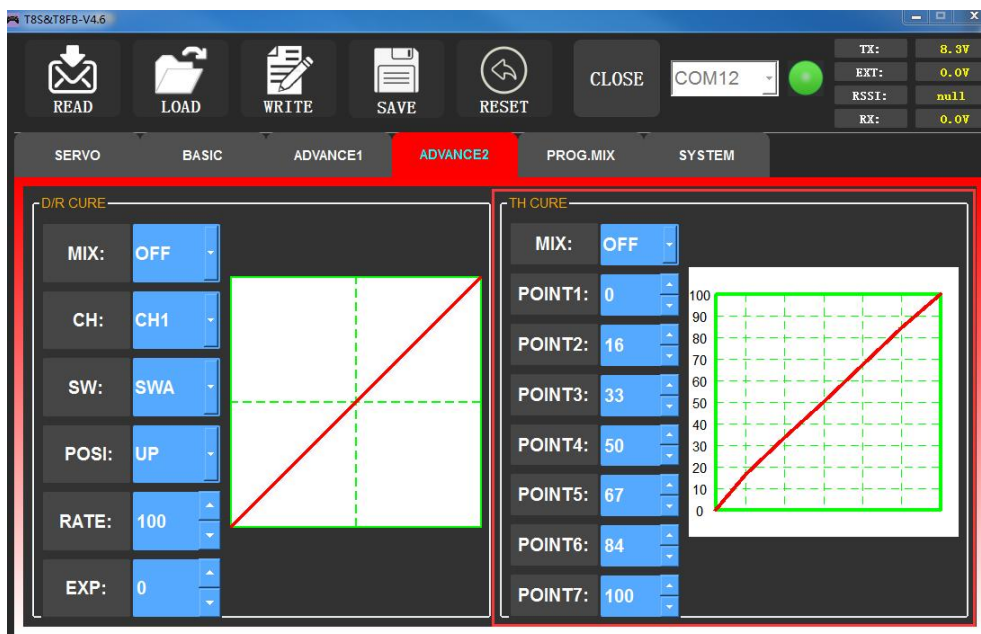 T8S&T8FB-V4.6
READ LOAD WRITE SAVE RESET CLOSE COM12
TX: 8.3V
EXT: 0.0V
RSSI: null
RX: 0.0V
SERVO BASIC ADVANCE1 ADVANCE2 PROG.MIX SYSTEM
D/R CURE
MIX: OFF
CH: CH1
SW: SWA
POSI: UP
RATE: 100
EXP: 0
TH CURE
MIX: OFF
POINT1: 0
POINT2: 16
POINT3: 33
POINT4: 50
POINT5: 67
POINT6: 84
POINT7: 100
100
90
80
70
60
50
40
30
20
10
0